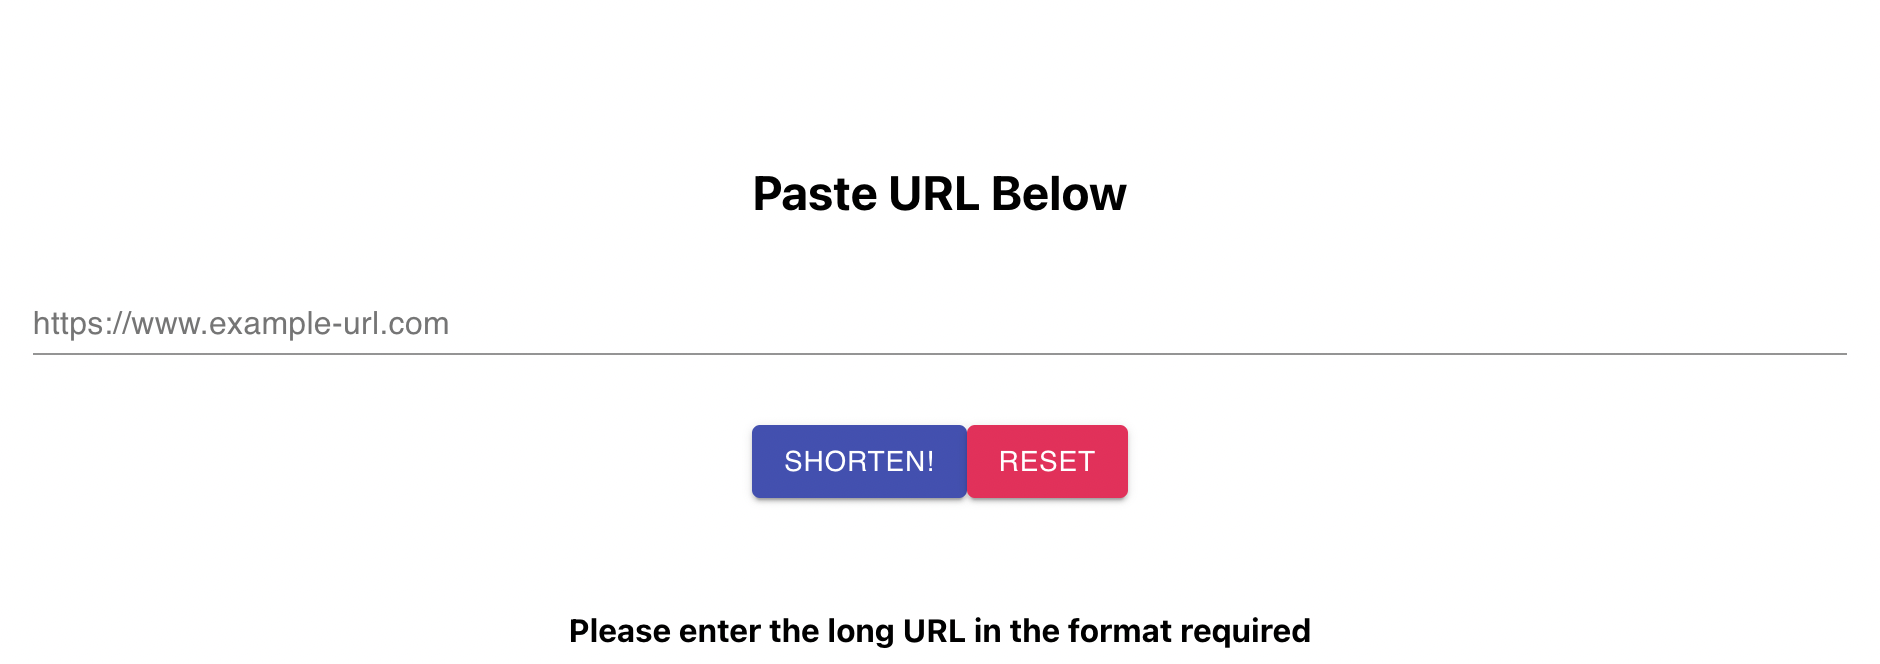 Paste URL Below
https://www.example-url.com
SHORTEN! RESET
Please enter the long URL in the format required